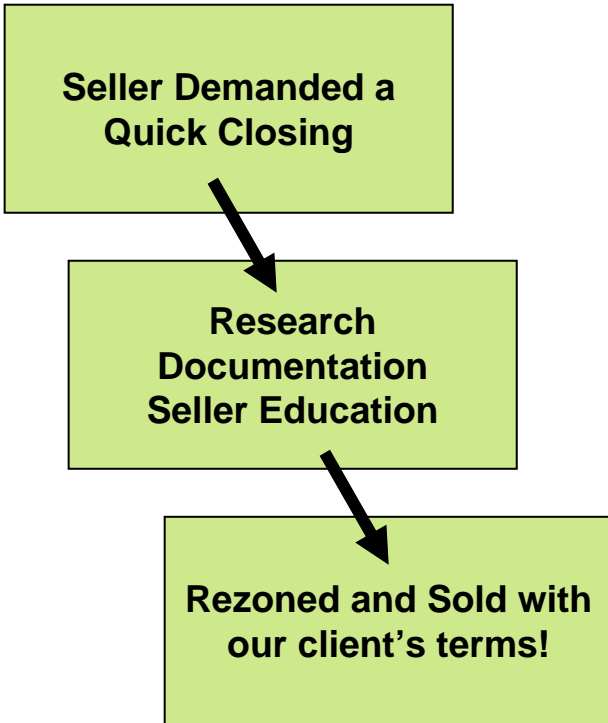 Seller Demanded a
Quick Closing
Research
Documentation
Seller Education
Rezoned and Sold with
our client’s terms!